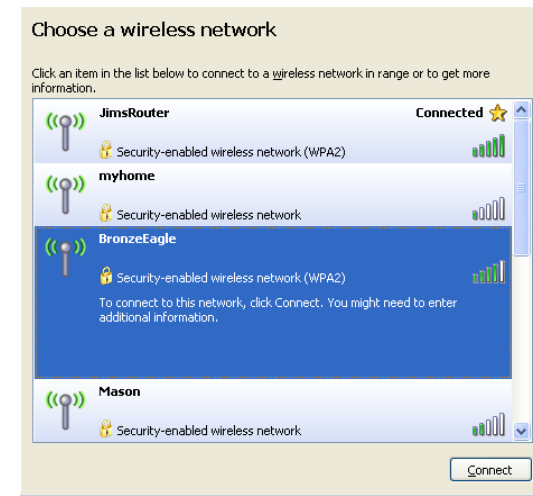 Choose a wireless network
Click an item in the list below to connect to a wireless network in range or to get more
information.
JimsRouter Connected
Security-enabled wireless network (WPA2)
myhome
Security-enabled wireless network
BronzeEagle
Security-enabled wireless network (WPA2)
To connect to this network, click Connect. You might need to enter
additional information.
Mason
Security-enabled wireless network
Connect